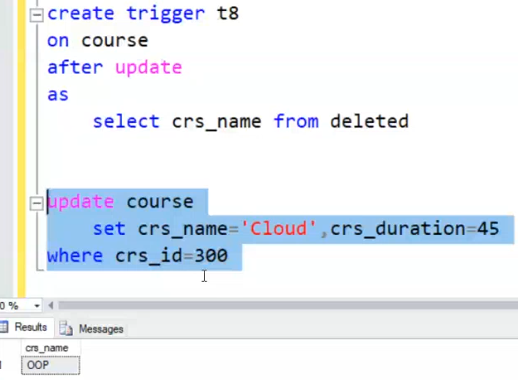 create trigger t8
on course
after update
as
select crs_name from deleted
update course
set crs_name='Cloud',crs_duration=45
where crs_id=300
0 %
Results Messages
crs_name
OOP